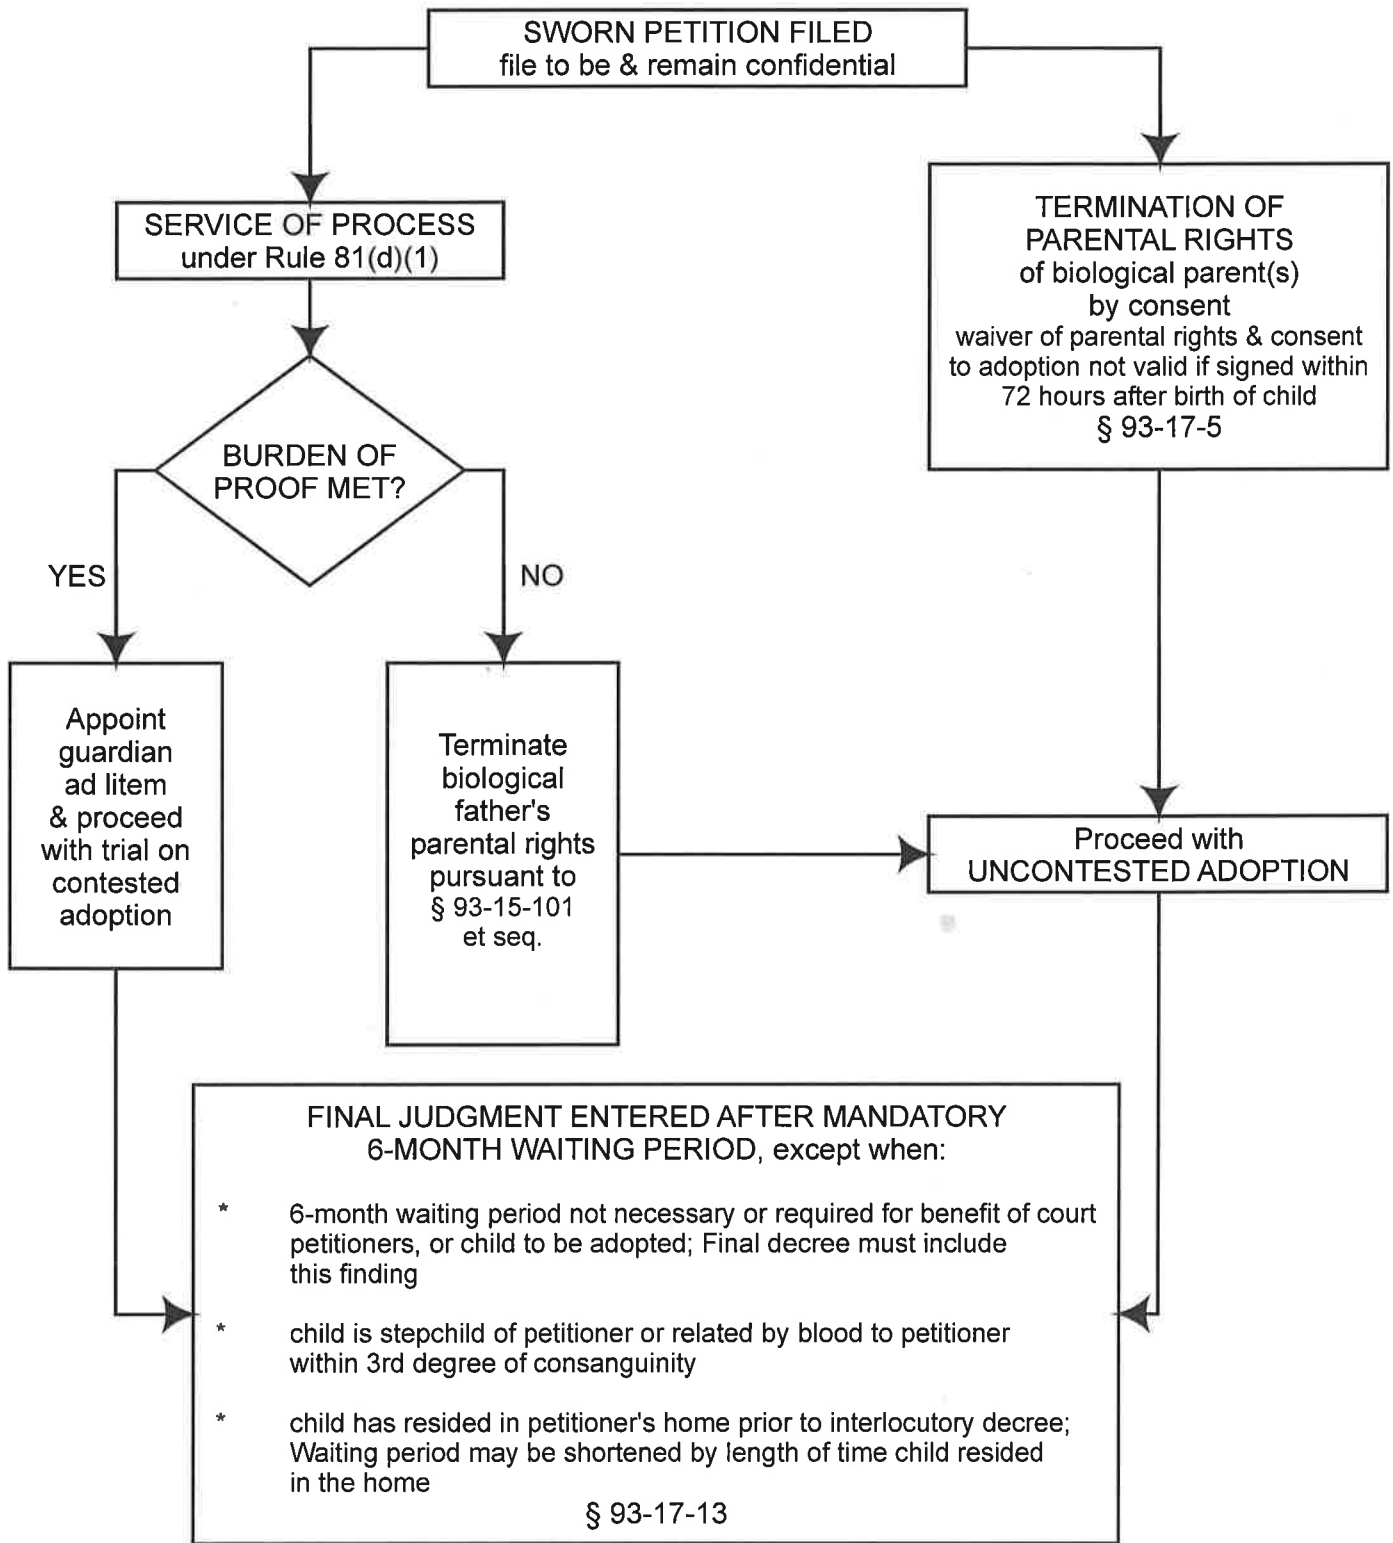 SWORN PETITION FILED
file to be & remain confidential
SERVICE OF PROCESS
under Rule 81(d)(1)
TERMINATION OF
PARENTAL RIGHTS
of biological parent(s)
by consent
waiver of parental rights & consent
to adoption not valid if signed within
72 hours after birth of child
§ 93-17-5
BURDEN OF
PROOF MET?
YES
NO
Appoint
guardian
ad litem
& proceed
with trial on
contested
adoption
Terminate
biological
father's
parental rights
pursuant to
§ 93-15-101
et seq.
Proceed with
UNCONTESTED ADOPTION
FINAL JUDGMENT ENTERED AFTER MANDATORY
6-MONTH WAITING PERIOD, except when:
* 6-month waiting period not necessary or required for benefit of court
petitioners, or child to be adopted; Final decree must include
this finding
* child is stepchild of petitioner or related by blood to petitioner
within 3rd degree of consanguinity
* child has resided in petitioner's home prior to interlocutory decree;
Waiting period may be shortened by length of time child resided
in the home
§ 93-17-13